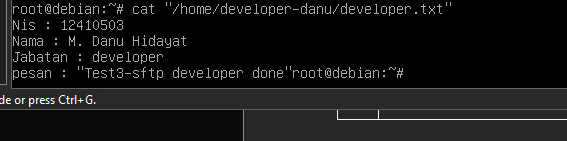 root@debian:~# cat "/home/developer-danu/developer.txt"
Nis : 12410503
Nama : M. Danu Hidayat
Jabatan : developer
pesan : "Test3-sftp developer done"root@debian:~#
de or press Ctrl+G.